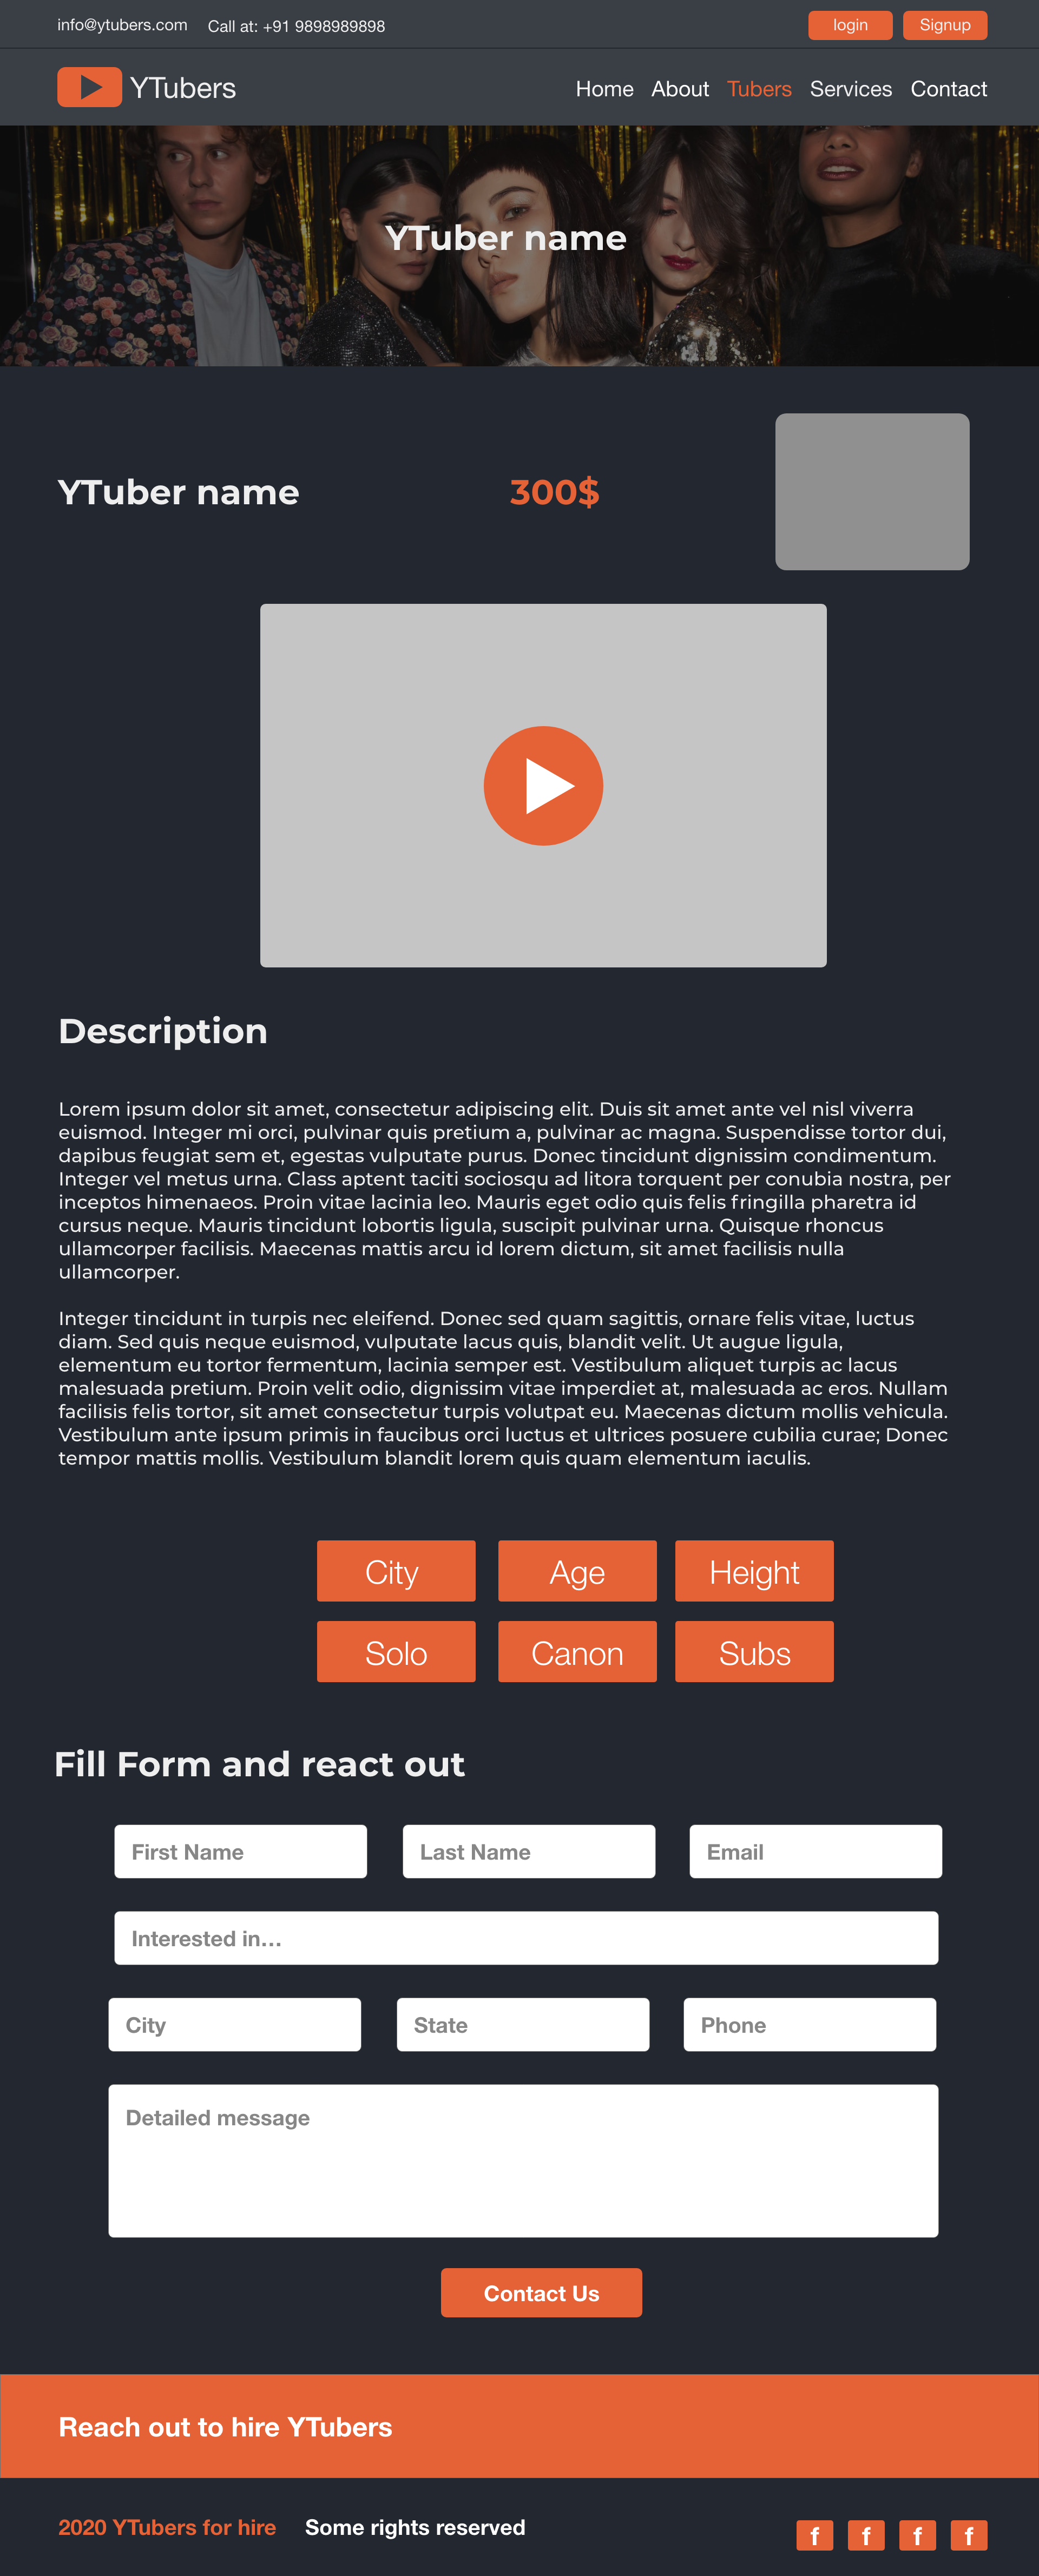 info@ytubers.com Call at: +91 9898989898 login Signup
YTubers Home About Tubers Services Contact
YTuber name
YTuber name 300$
Description
Lorem ipsum dolor sit amet, consectetur adipiscing elit. Duis sit amet ante vel nisl viverra
euismod. Integer mi orci, pulvinar quis pretium a, pulvinar ac magna. Suspendisse tortor dui,
dapibus feugiat sem et, egestas vulputate purus. Donec tincidunt dignissim condimentum.
Integer vel metus urna. Class aptent taciti sociosqu ad litora torquent per conubia nostra, per
inceptos himenaeos. Proin vitae lacinia leo. Mauris eget odio quis felis fringilla pharetra id
cursus neque. Mauris tincidunt lobortis ligula, suscipit pulvinar urna. Quisque rhoncus
ullamcorper facilisis. Maecenas mattis arcu id lorem dictum, sit amet facilisis nulla
ullamcorper.
Integer tincidunt in turpis nec eleifend. Donec sed quam sagittis, ornare felis vitae, luctus
diam. Sed quis neque euismod, vulputate lacus quis, blandit velit. Ut augue ligula,
elementum eu tortor fermentum, lacinia semper est. Vestibulum aliquet turpis ac lacus
malesuada pretium. Proin velit odio, dignissim vitae imperdiet at, malesuada ac eros. Nullam
facilisis felis tortor, sit amet consectetur turpis volutpat eu. Maecenas dictum mollis vehicula.
Vestibulum ante ipsum primis in faucibus orci luctus et ultrices posuere cubilia curae; Donec
tempor mattis mollis. Vestibulum blandit lorem quis quam elementum iaculis.
City Age Height
Solo Canon Subs
Fill Form and react out
First Name Last Name Email
Interested in...
City State Phone
Detailed message
Contact Us
Reach out to hire YTubers
2020 YTubers for hire Some rights reserved f f f f